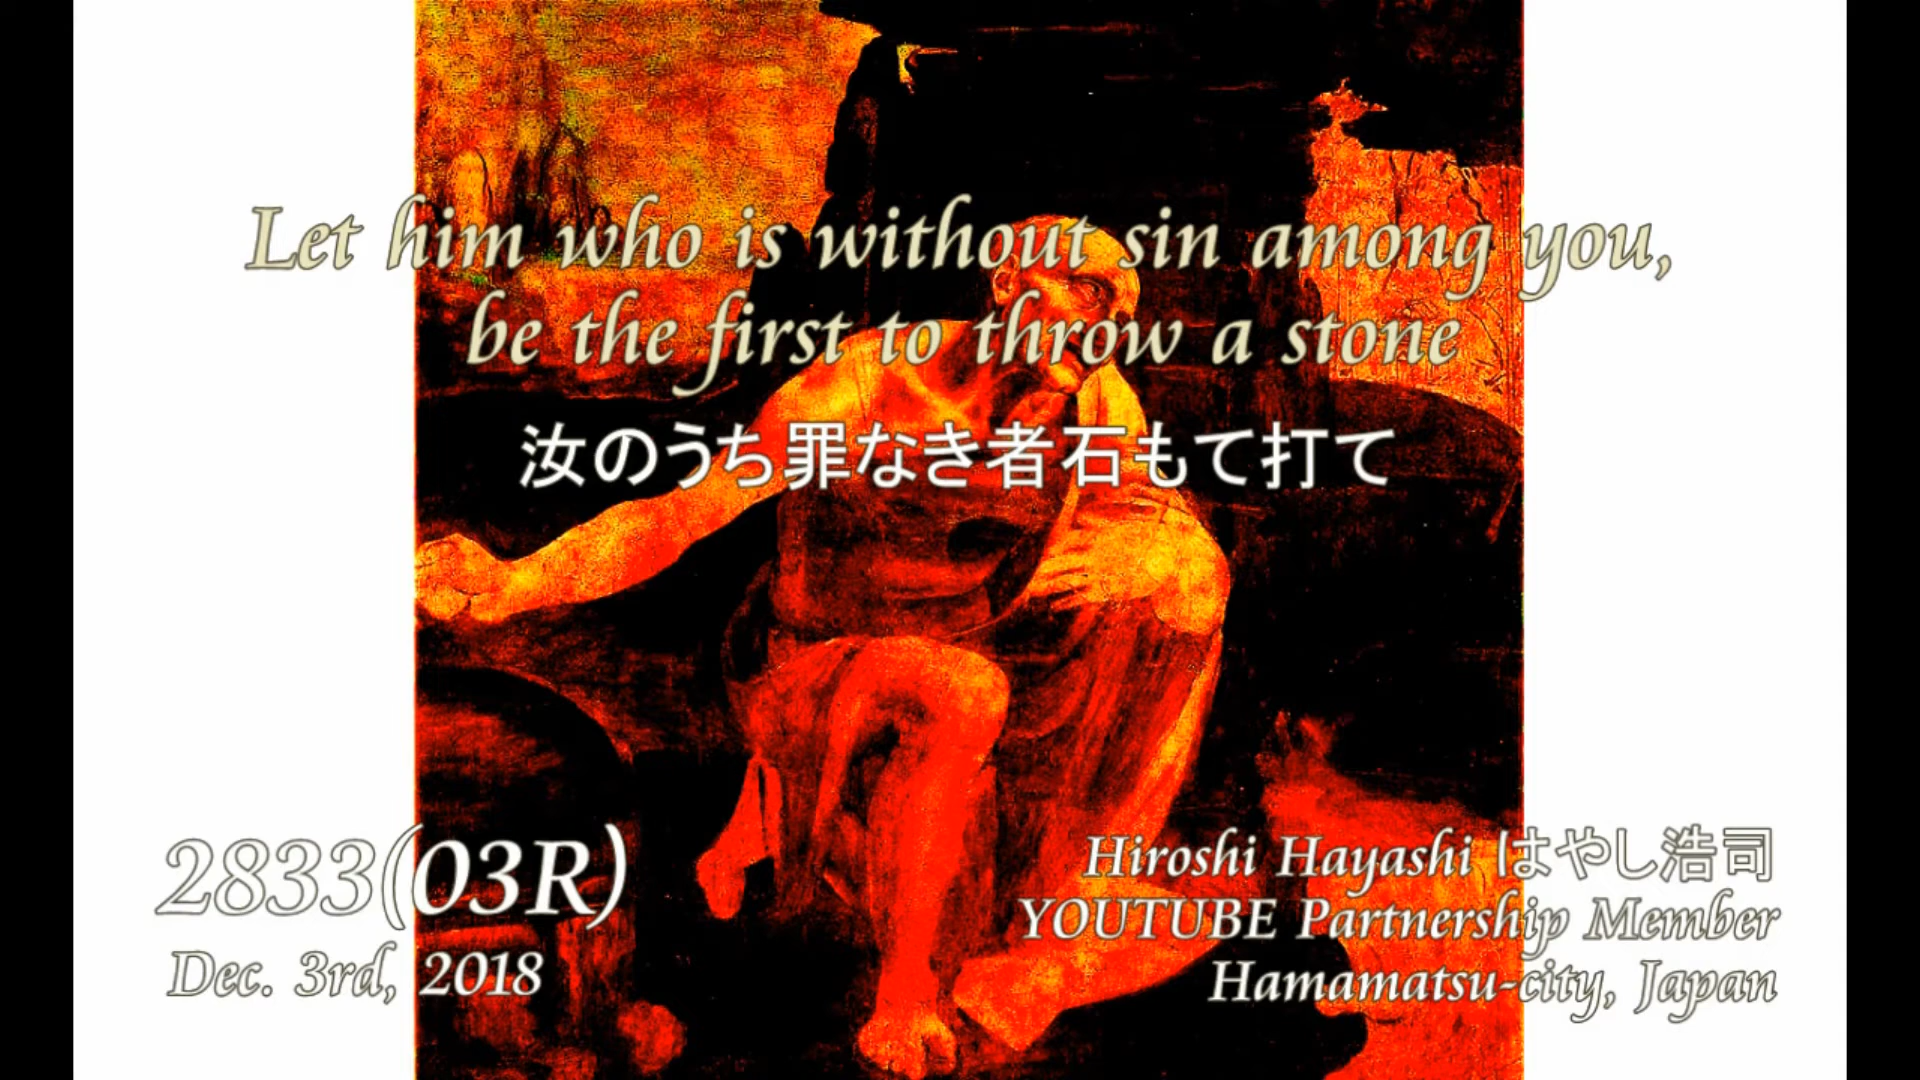 Let him who is without sin among you,
be the first to throw a stone
汝のうち罪なき者石もて打て
2833(03R)
Dec. 3rd, 2018
Hiroshi Hayashi はやし浩司
YOUTUBE Partnership Member
Hamamatsu-city, Japan